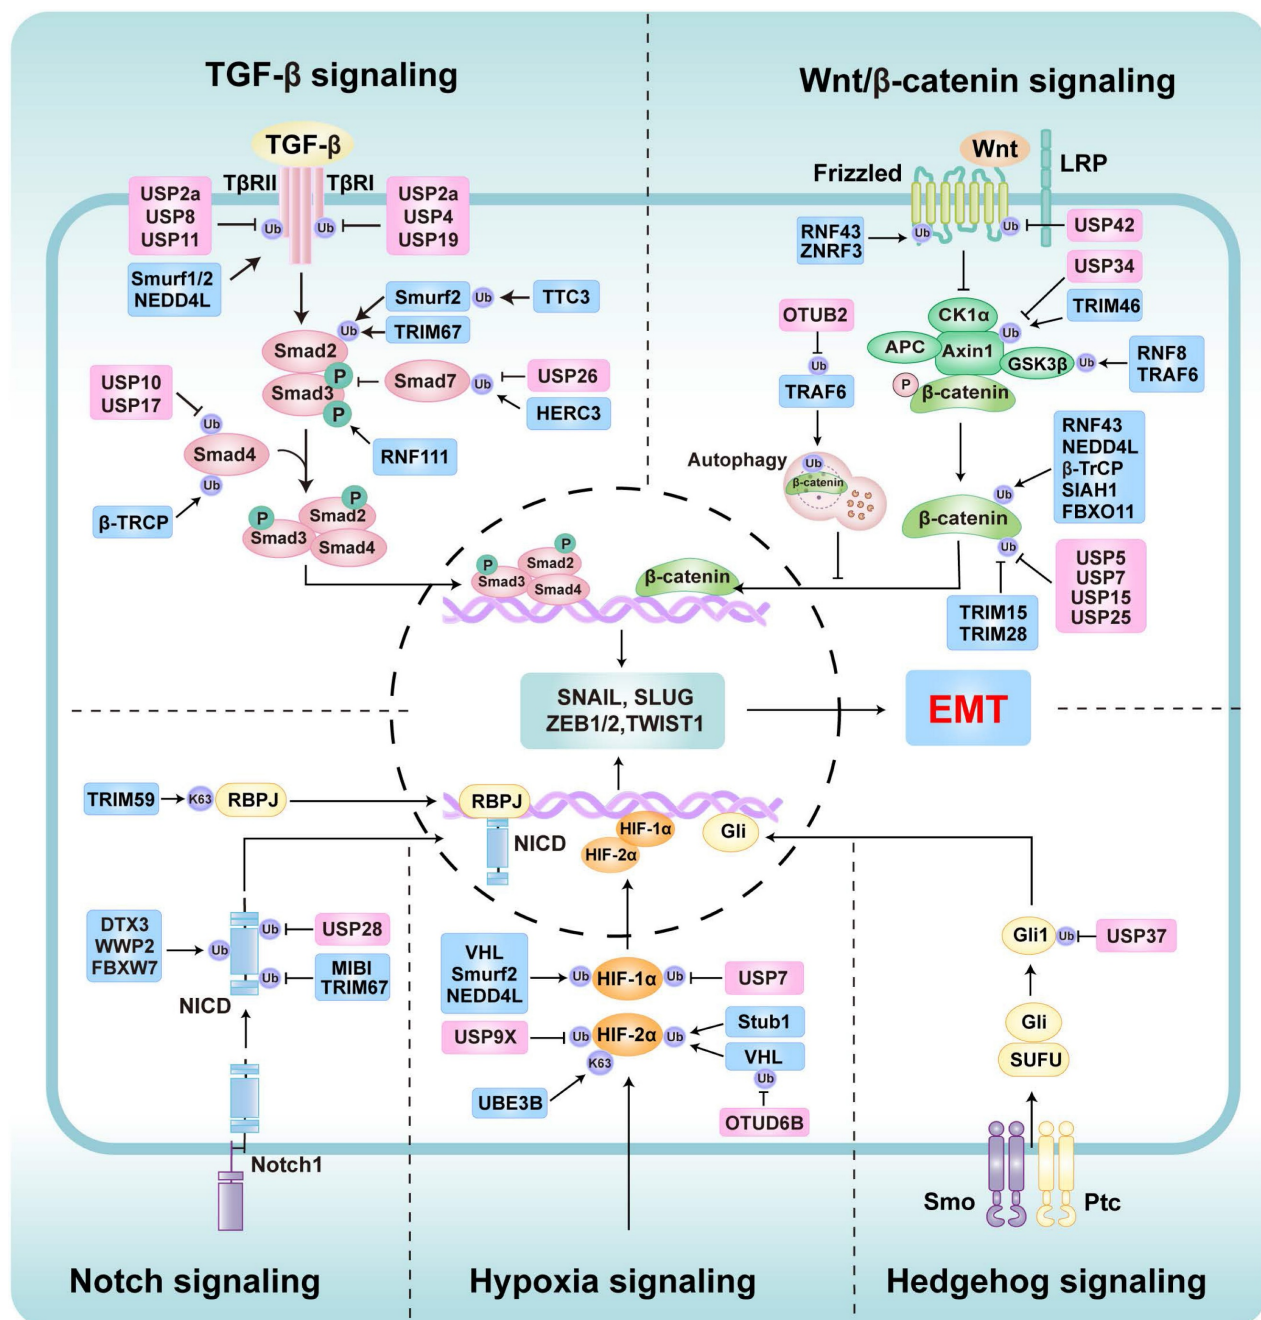 TGF-β signaling
Wnt/β-catenin signaling
TGF-β
TβRII
TβRI
USP2a
USP8
USP11
Ub
Ub
USP2a
USP4
USP19
Smurf1/2
NEDD4L
Smurf2
Ub
TTC3
Ub
TRIM67
Smad2
P
Smad3
P
Smad7
Ub
USP26
HERC3
RNF111
USP10
USP17
Ub
Smad4
Ub
β-TRCP
P
P
Smad2
Smad3
Smad4
Wnt
LRP
Frizzled
RNF43
ZNRF3
Ub
Ub
USP42
USP34
TRIM46
OTUB2
Ub
TRAF6
CK1α
Ub
APC
Axin1
GSK3β
Ub
RNF8
TRAF6
P
β-catenin
Autophagy
Ub
β-catenin
RNF43
NEDD4L
β-TrCP
SIAH1
FBXO11
Ub
β-catenin
Ub
USP5
USP7
USP15
USP25
TRIM15
TRIM28
P
P
Smad2
Smad3
Smad4
β-catenin
SNAIL, SLUG
ZEB1/2,TWIST1
EMT
TRIM59
K63
RBPJ
RBPJ
NICD
HIF-1α
HIF-2α
Gli
DTX3
WWP2
FBXW7
Ub
Ub
USP28
Ub
MIBI
TRIM67
NICD
Notch1
VHL
Smurf2
NEDD4L
Ub
HIF-1α
Ub
USP7
USP9X
Ub
HIF-2α
Ub
Stub1
VHL
Ub
K63
UBE3B
OTUD6B
Gli1
Ub
USP37
Gli
SUFU
Smo
Ptc
Notch signaling
Hypoxia signaling
Hedgehog signaling